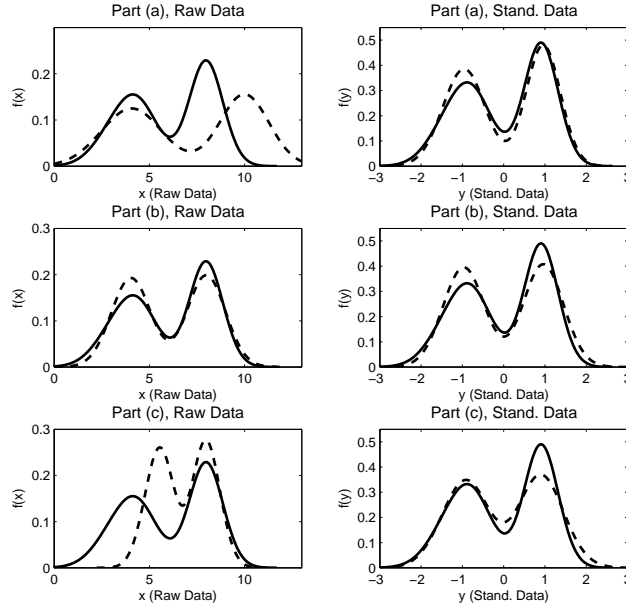 Part (a), Raw Data
f(x)
0.2
0.1
0
0 5 10
x (Raw Data)
Part (a), Stand. Data
f(y)
0.5
0.4
0.3
0.2
0.1
0
−3 −2 −1 0 1 2 3
y (Stand. Data)
Part (b), Raw Data
f(x)
0.3
0.2
0.1
0
0 5 10
x (Raw Data)
Part (b), Stand. Data
f(y)
0.5
0.4
0.3
0.2
0.1
0
−3 −2 −1 0 1 2 3
y (Stand. Data)
Part (c), Raw Data
f(x)
0.3
0.2
0.1
0
0 5 10
x (Raw Data)
Part (c), Stand. Data
f(y)
0.5
0.4
0.3
0.2
0.1
0
−3 −2 −1 0 1 2 3
y (Stand. Data)